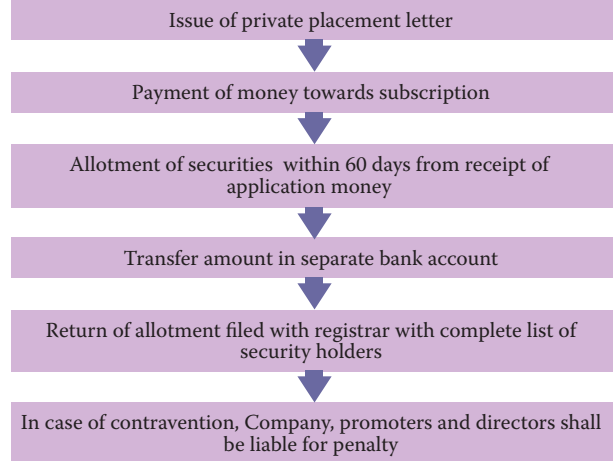 Issue of private placement letter
Payment of money towards subscription
Allotment of securities within 60 days from receipt of
application money
Transfer amount in separate bank account
Return of allotment filed with registrar with complete list of
security holders
In case of contravention, Company, promoters and directors shall
be liable for penalty